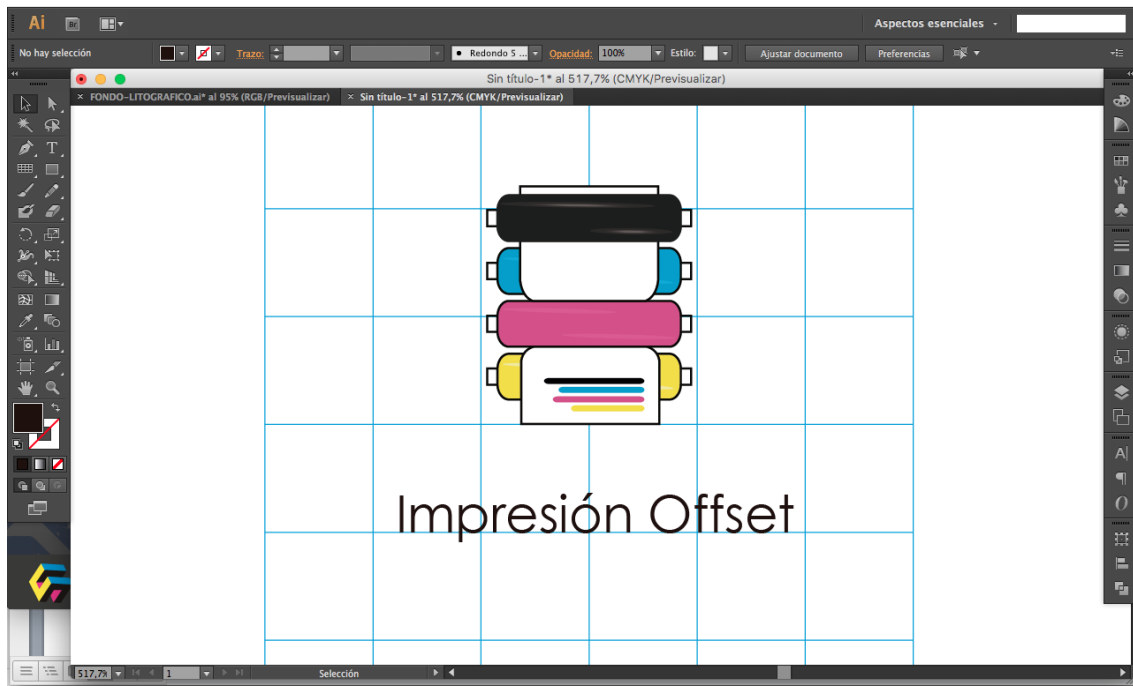 Ai Br Aspectos esenciales
No hay selección Trazo: Redondo 5 ... Opacidad: 100% Estilo: Ajustar documento Preferencias
Sin título-1* al 517,7% (CMYK/Previsualizar)
× FONDO-LITOGRAFICO.ai* al 95% (RGB/Previsualizar) × Sin título-1* al 517,7% (CMYK/Previsualizar)
Impresión Offset
517,7% 1 Selección